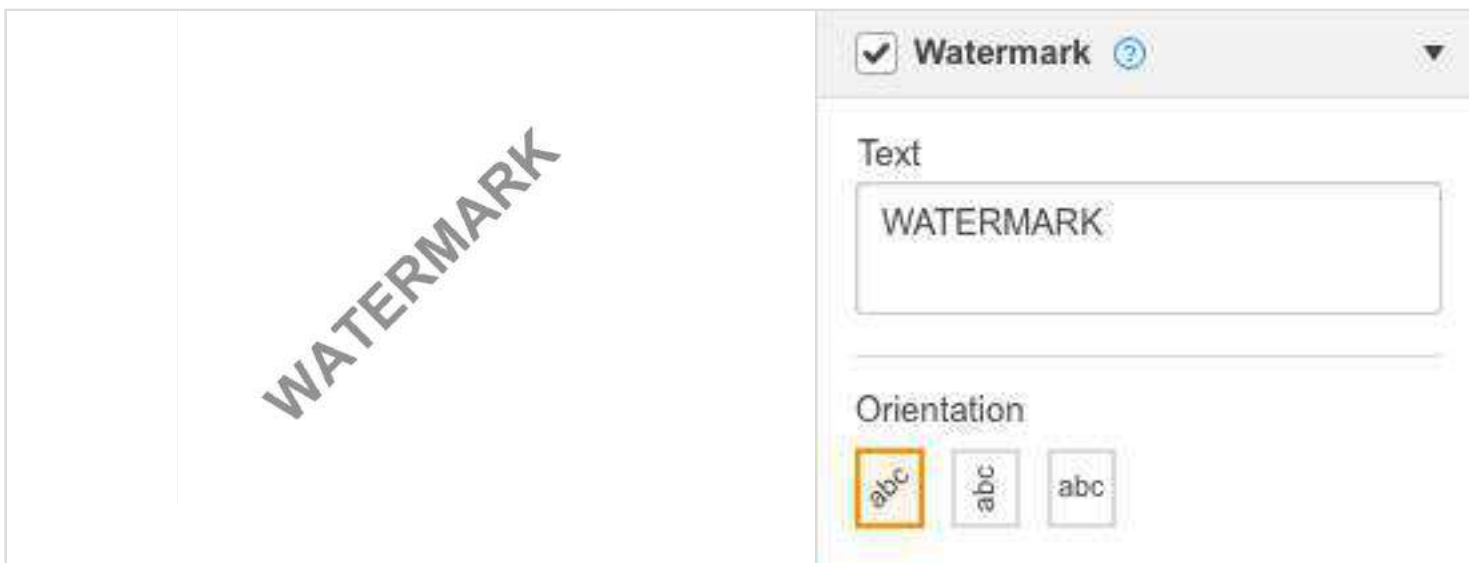 WATERMARK
Watermark ?
Text
WATERMARK
Orientation
abc abc abc